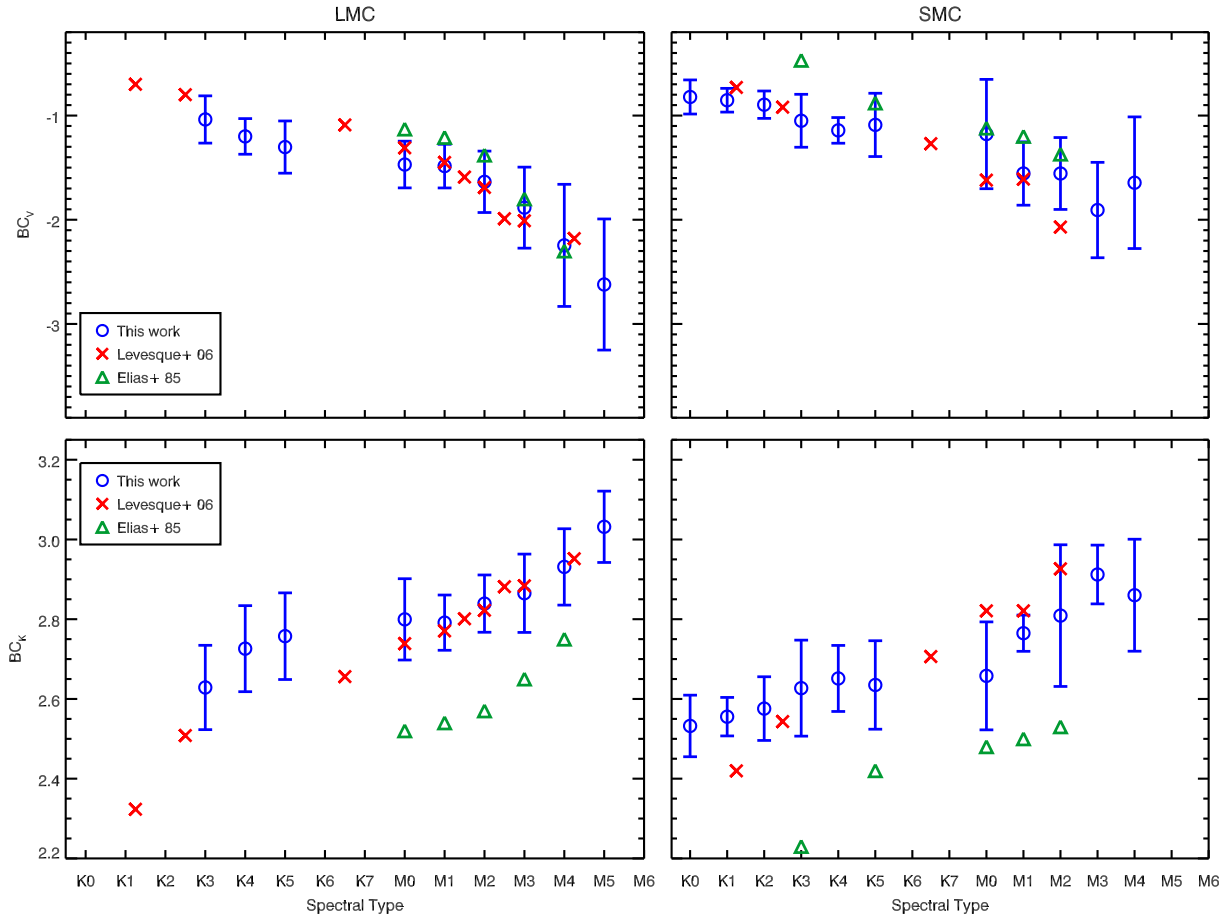 LMC
SMC
-1
-2
-3
BCV
This work
Levesque+ 06
Elias+ 85
3.2
3.0
2.8
2.6
2.4
2.2
BCK
This work
Levesque+ 06
Elias+ 85
K0 K1 K2 K3 K4 K5 K6 K7 M0 M1 M2 M3 M4 M5 M6
Spectral Type
K0 K1 K2 K3 K4 K5 K6 K7 M0 M1 M2 M3 M4 M5 M6
Spectral Type